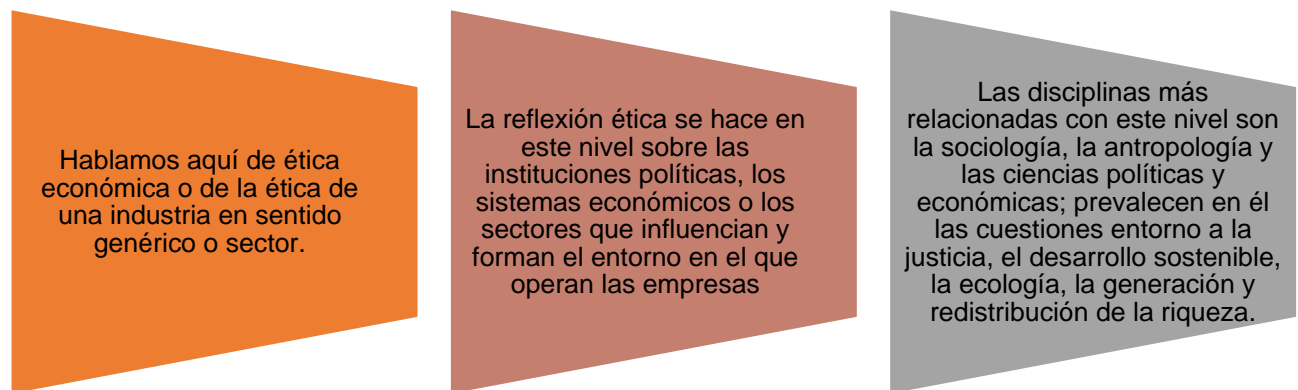 Hablamos aquí de ética
económica o de la ética de
una industria en sentido
genérico o sector.
La reflexión ética se hace en
este nivel sobre las
instituciones políticas, los
sistemas económicos o los
sectores que influencian y
forman el entorno en el que
operan las empresas
Las disciplinas más
relacionadas con este nivel son
la sociología, la antropología y
las ciencias políticas y
económicas; prevalecen en él
las cuestiones entorno a la
justicia, el desarrollo sostenible,
la ecología, la generación y
redistribución de la riqueza.